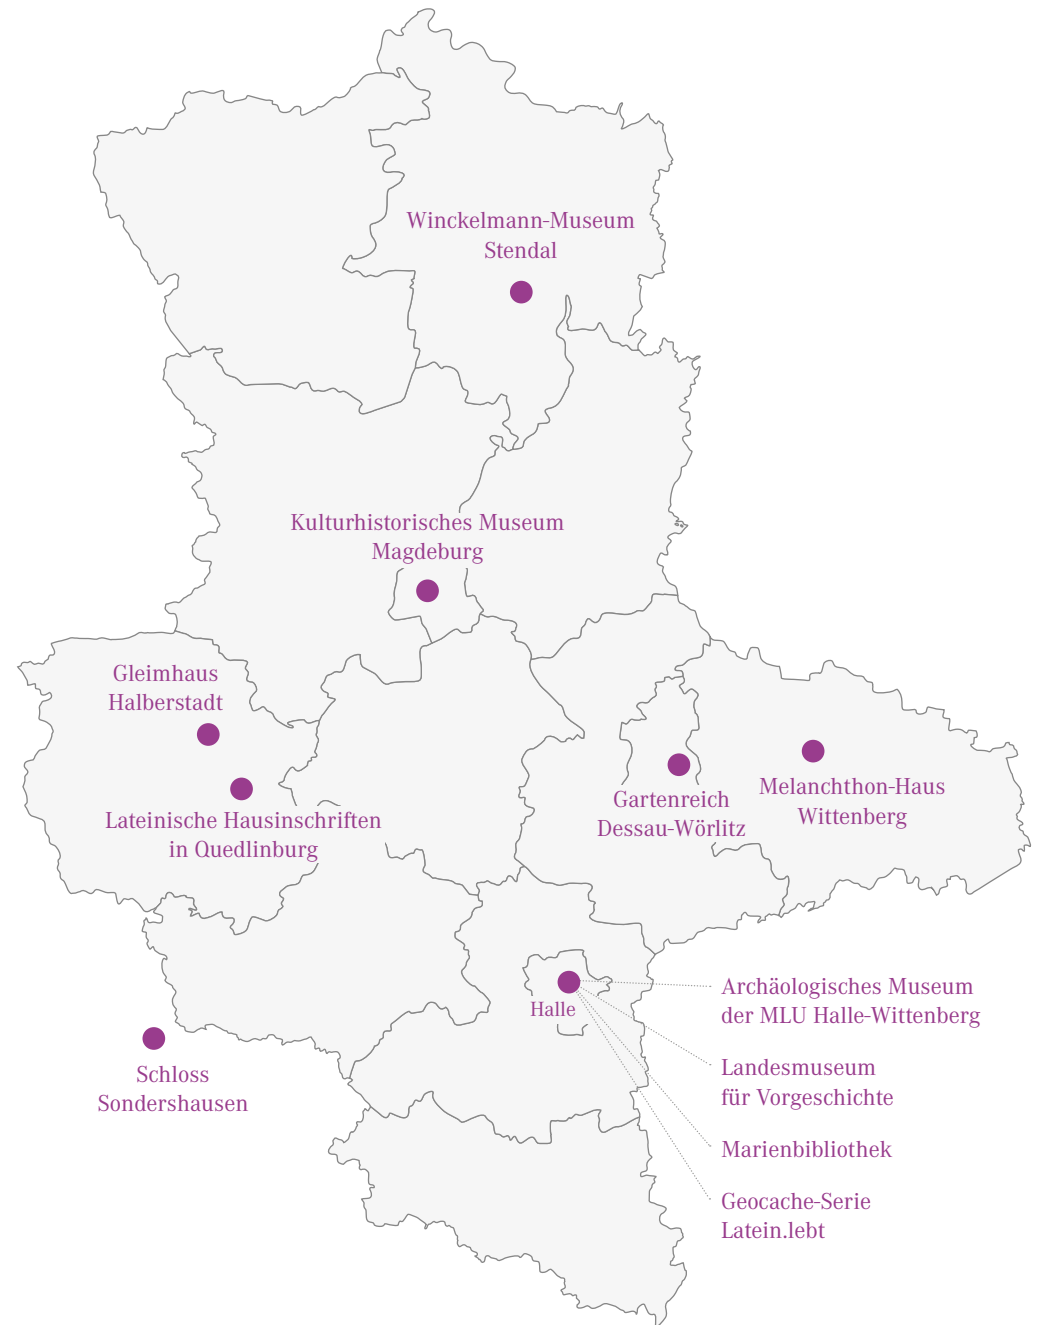 Winckelmann-Museum
Stendal
Kulturhistorisches Museum
Magdeburg
Gleimhaus
Halberstadt
Lateinische Hausinschriften
in Quedlinburg
Gartenreich
Dessau-Wörlitz
Melanchthon-Haus
Wittenberg
Halle
Archäologisches Museum
der MLU Halle-Wittenberg
Landesmuseum
für Vorgeschichte
Marienbibliothek
Geocache-Serie
Latein.lebt
Schloss
Sondershausen